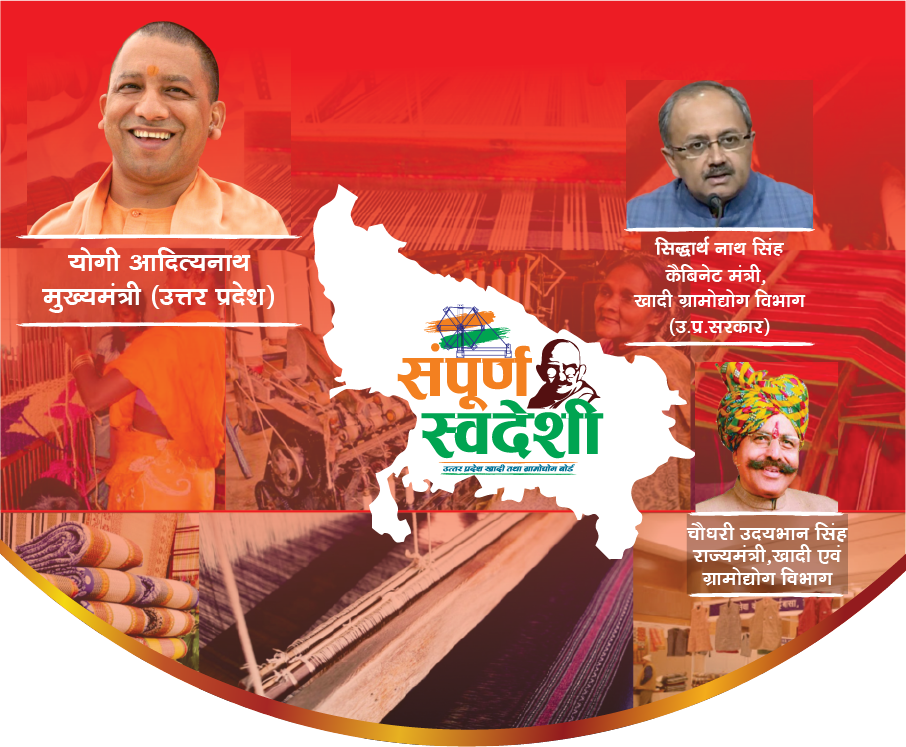 योगी आदित्यनाथ
मुख्यमंत्री (उत्तर प्रदेश)
सिद्धार्थ नाथ सिंह
कैबिनेट मंत्री,
खादी ग्रामोद्योग विभाग
(उ.प्र.सरकार)
संपूर्ण
स्वदेशी
उत्तर प्रदेश खादी तथा ग्रामोद्योग बोर्ड
चौधरी उदयभान सिंह
राज्यमंत्री,खादी एवं
ग्रामोद्योग विभाग